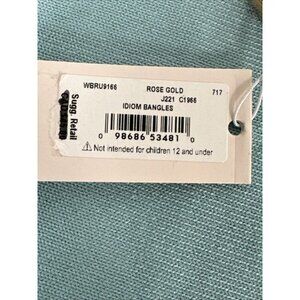 WBRU9166 ROSE GOLD 717
J221 C1966
IDIOM BANGLES
Sugg. Retail
0 98686 53481 0
Not intended for children 12 and under